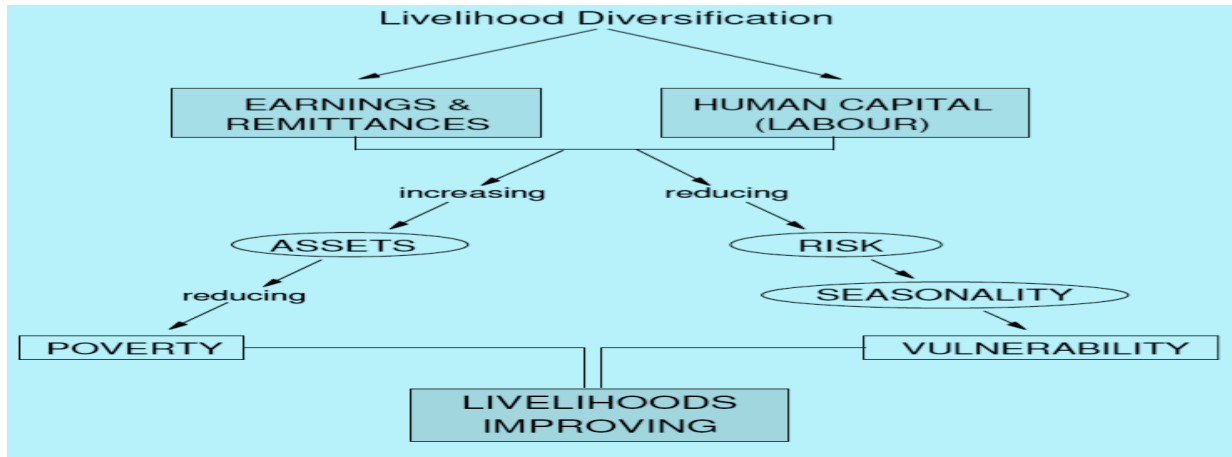 Livelihood Diversification
EARNINGS &
REMITTANCES
HUMAN CAPITAL
(LABOUR)
increasing
reducing
ASSETS
RISK
reducing
SEASONALITY
POVERTY
VULNERABILITY
LIVELIHOODS
IMPROVING